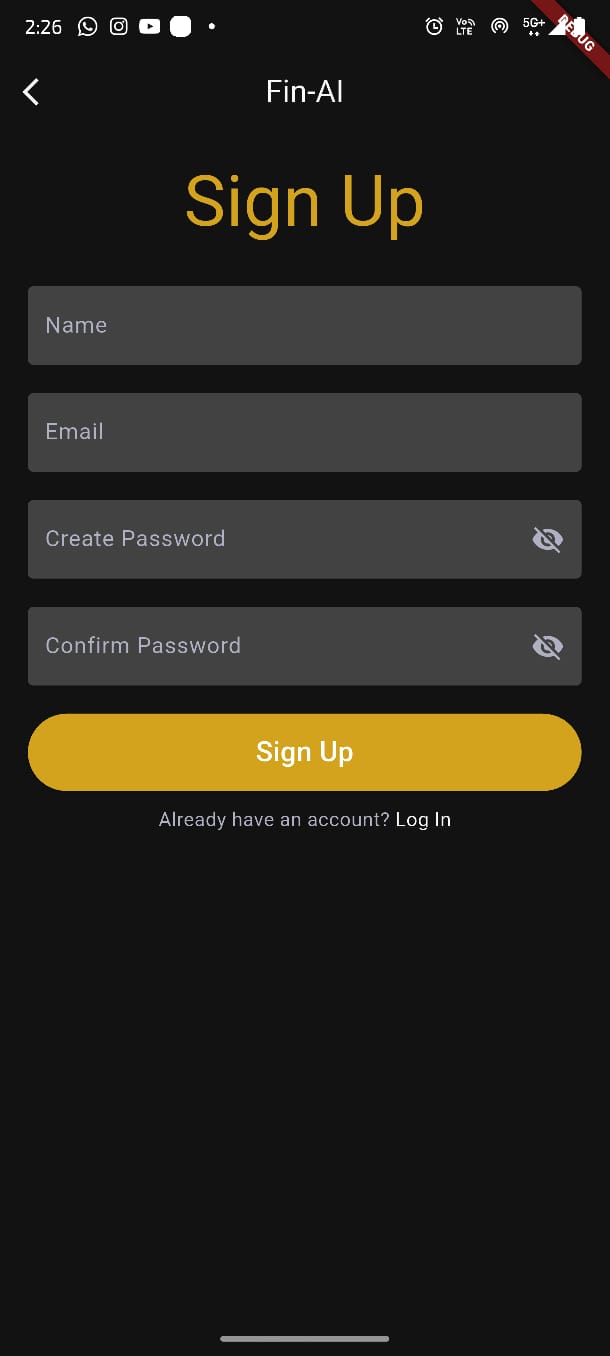 2:26
Vo))
LTE
5G+
DEBUG
Fin-AI
Sign Up
Name
Email
Create Password
Confirm Password
Sign Up
Already have an account? Log In